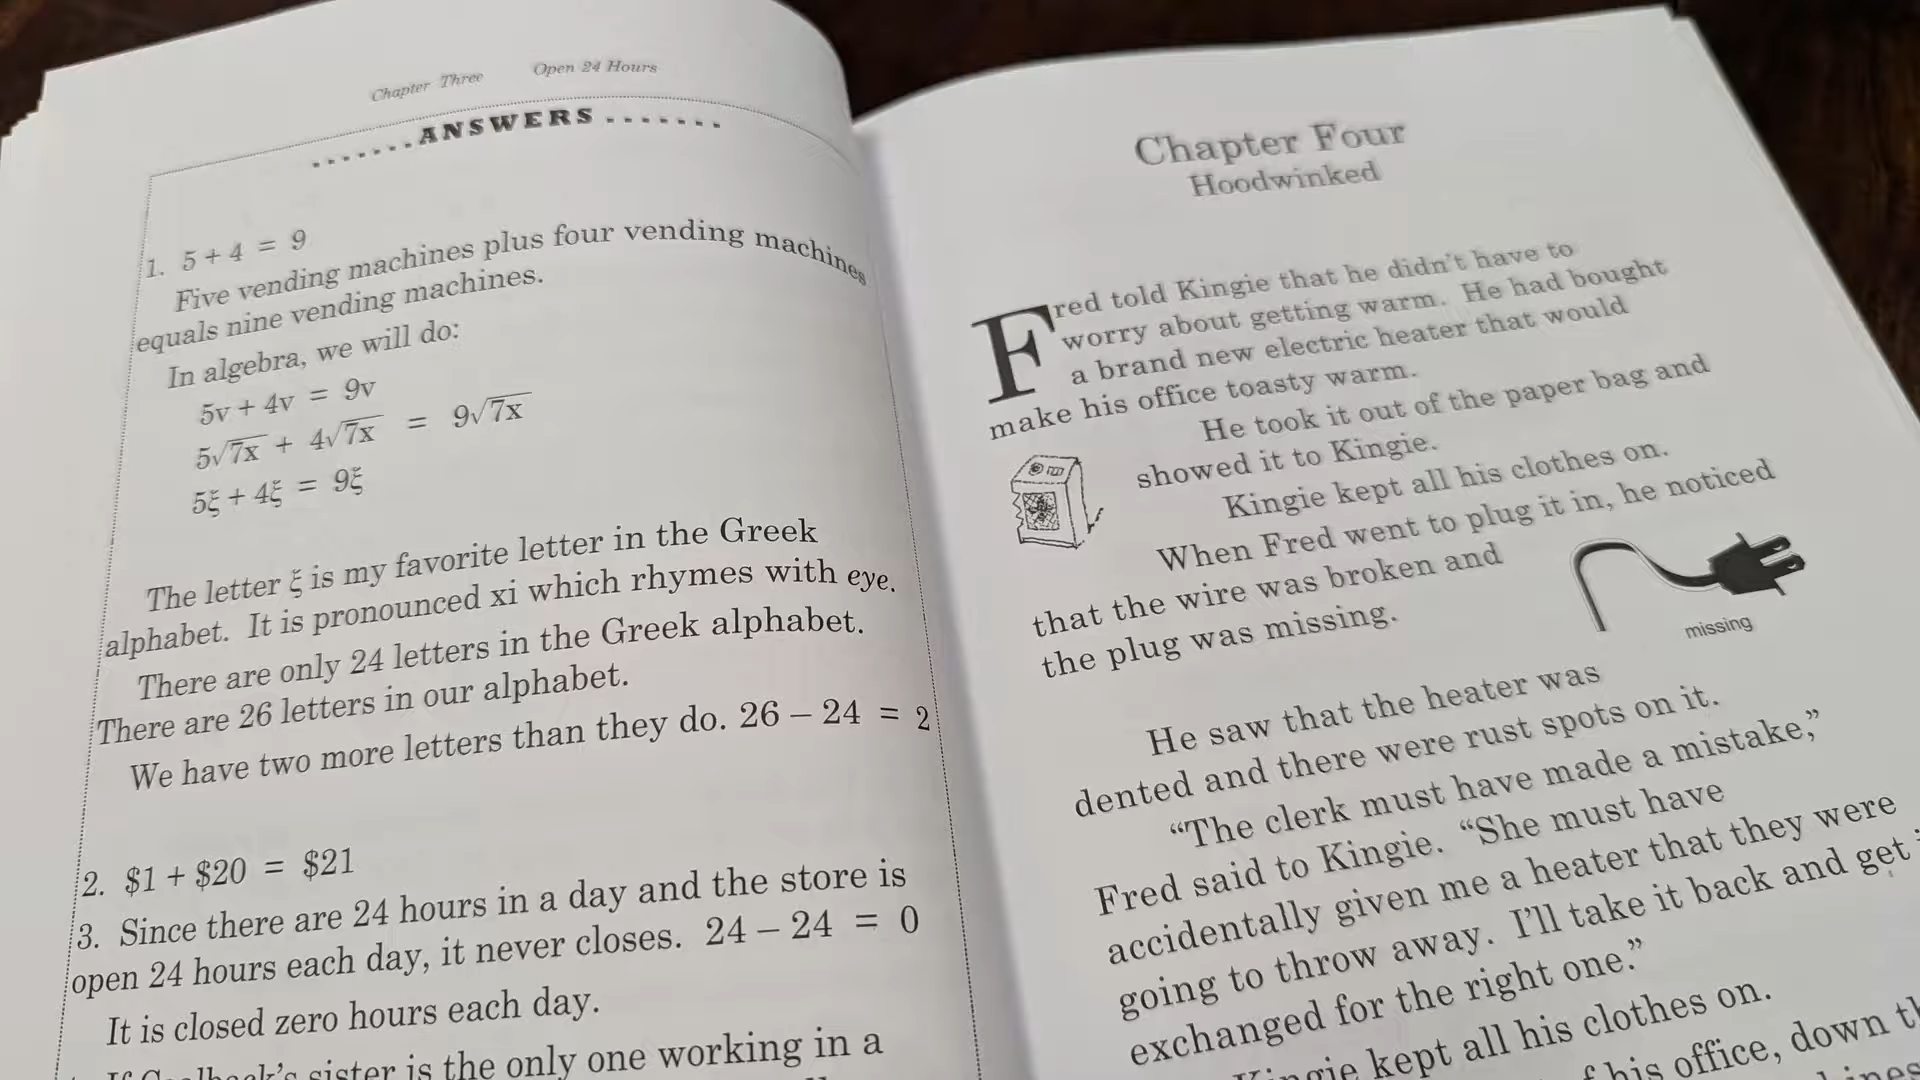 Chapter Three Open 24 Hours
.......ANSWERS.......
1. 5 + 4 = 9
Five vending machines plus four vending machines
equals nine vending machines.
In algebra, we will do:
5v + 4v = 9v
5√7x + 4√7x = 9√7x
5ξ + 4ξ = 9ξ
The letter ξ is my favorite letter in the Greek
alphabet. It is pronounced xi which rhymes with eye.
There are only 24 letters in the Greek alphabet.
There are 26 letters in our alphabet.
We have two more letters than they do. 26 – 24 = 2
2. $1 + $20 = $21
3. Since there are 24 hours in a day and the store is
open 24 hours each day, it never closes. 24 – 24 = 0
It is closed zero hours each day.
sister is the only one working in a
Chapter Four
Hoodwinked
Fred told Kingie that he didn't have to
worry about getting warm. He had bought
a brand new electric heater that would
make his office toasty warm.
He took it out of the paper bag and
showed it to Kingie.
Kingie kept all his clothes on.
When Fred went to plug it in, he noticed
that the wire was broken and
the plug was missing.
missing
He saw that the heater was
dented and there were rust spots on it.
“The clerk must have made a mistake,”
Fred said to Kingie. “She must have
accidentally given me a heater that they were
going to throw away. I'll take it back and get
exchanged for the right one.”
Kingie kept all his clothes on.
his office, down